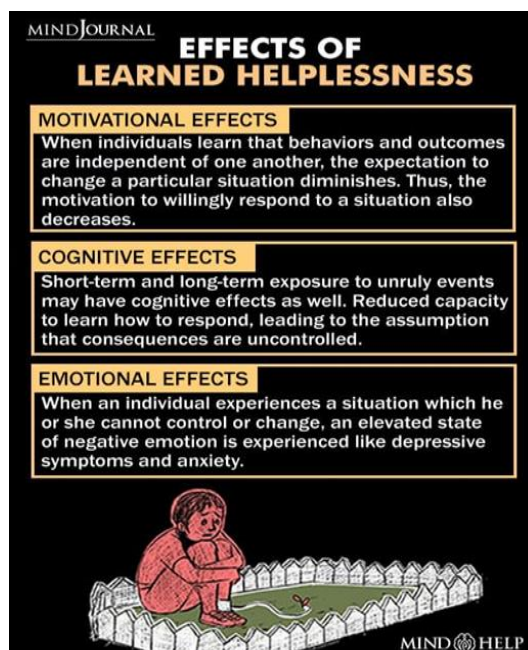 MINDJOURNAL
EFFECTS OF
LEARNED HELPLESSNESS
MOTIVATIONAL EFFECTS
When individuals learn that behaviors and outcomes
are independent of one another, the expectation to
change a particular situation diminishes. Thus, the
motivation to willingly respond to a situation also
decreases.
COGNITIVE EFFECTS
Short-term and long-term exposure to unruly events
may have cognitive effects as well. Reduced capacity
to learn how to respond, leading to the assumption
that consequences are uncontrolled.
EMOTIONAL EFFECTS
When an individual experiences a situation which he
or she cannot control or change, an elevated state
of negative emotion is experienced like depressive
symptoms and anxiety.
MIND HELP